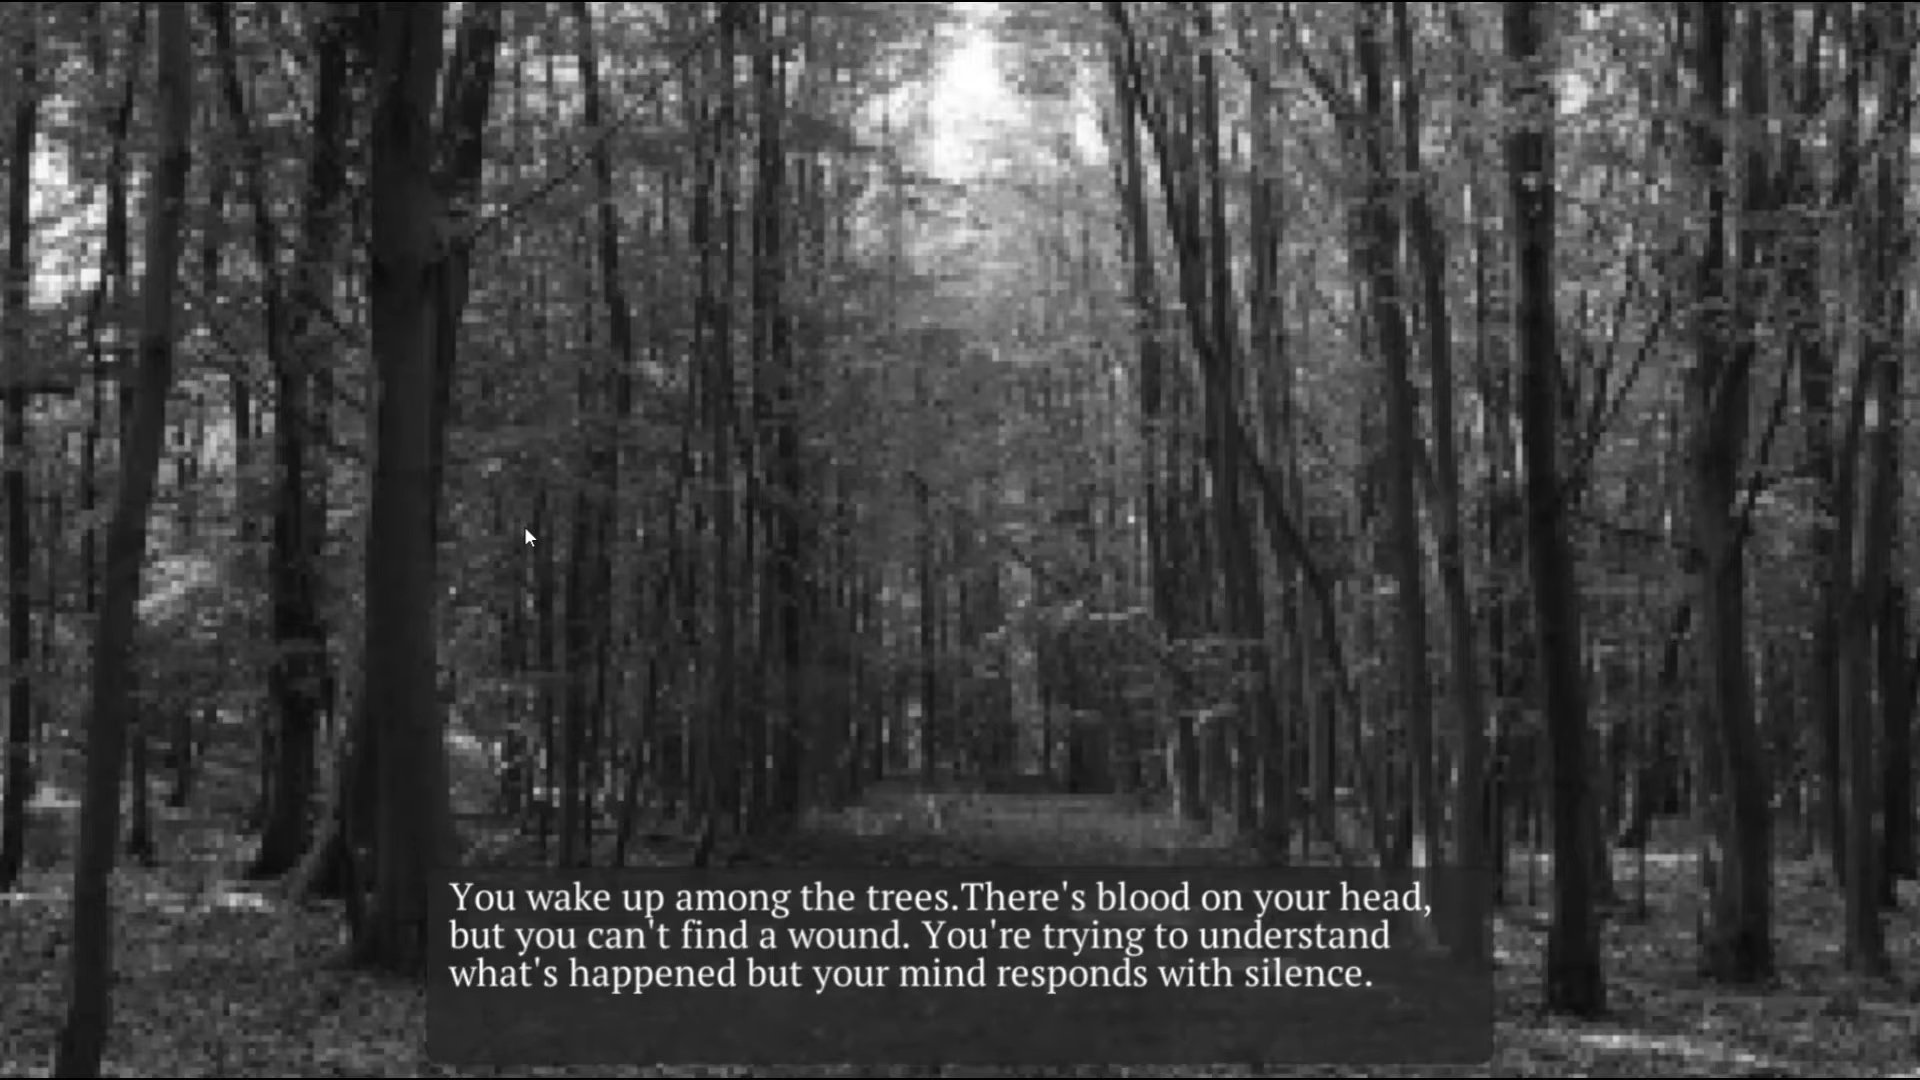 You wake up among the trees.There's blood on your head,
but you can't find a wound. You're trying to understand
what's happened but your mind responds with silence.